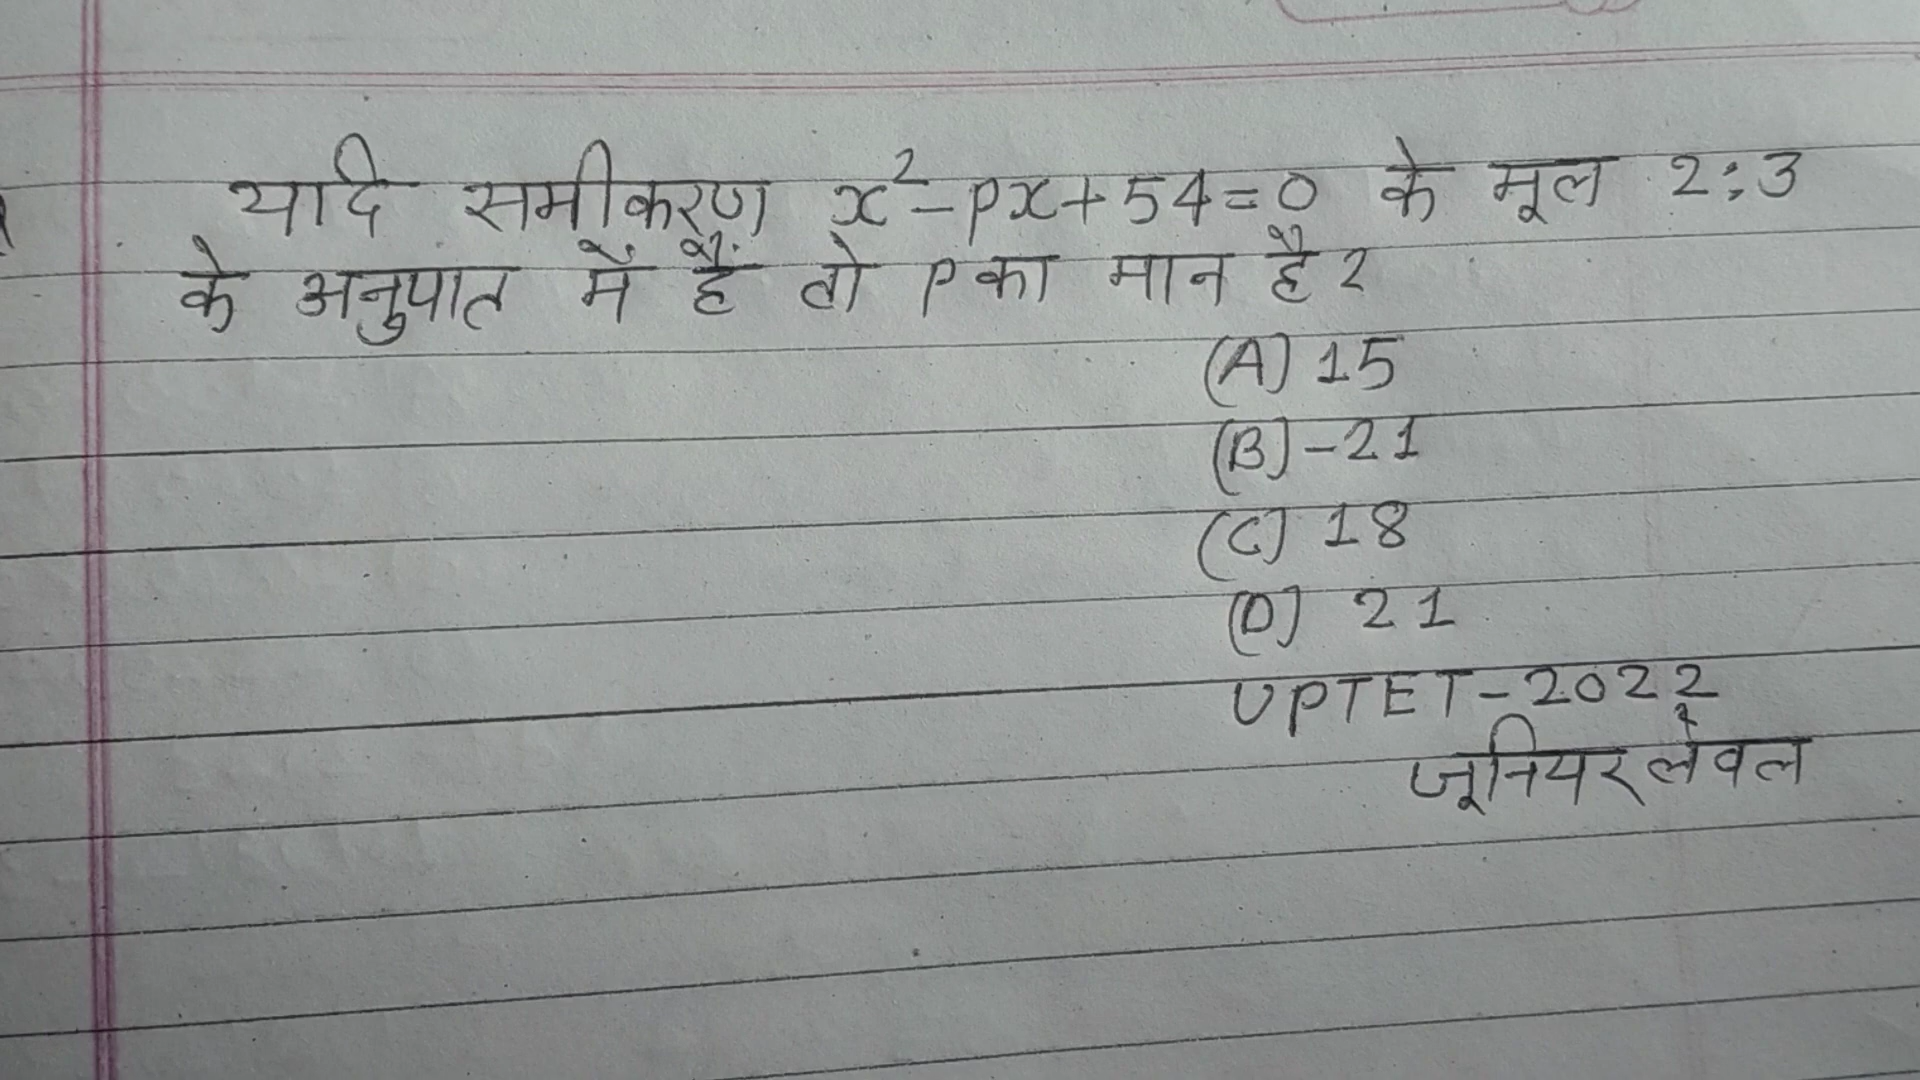 यदि समीकरण x²-px+54=0 के मूल 2:3
के अनुपात में हैं तो P का मान है?
(A) 15
(B) -21
(C) 18
(D) 21
UPTET-2022
जूनियर लेवल